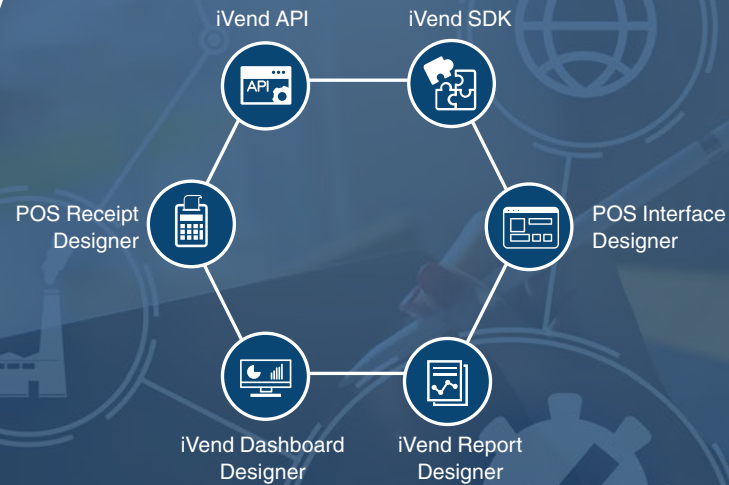 iVend API
iVend SDK
API
POS Receipt
Designer
POS Interface
Designer
iVend Dashboard
Designer
iVend Report
Designer